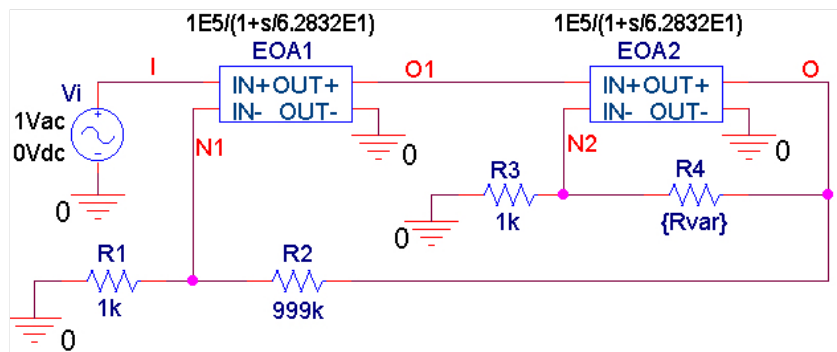 1E5/(1+s/6.2832E1) 1E5/(1+s/6.2832E1)
EOA1 EOA2
I O1 O
Vi IN+ OUT+ IN+ OUT+
1Vac IN- OUT- IN- OUT-
0Vdc N1 0 N2 0
R3 R4
0 0 1k {Rvar}
R1 R2
1k 999k
0